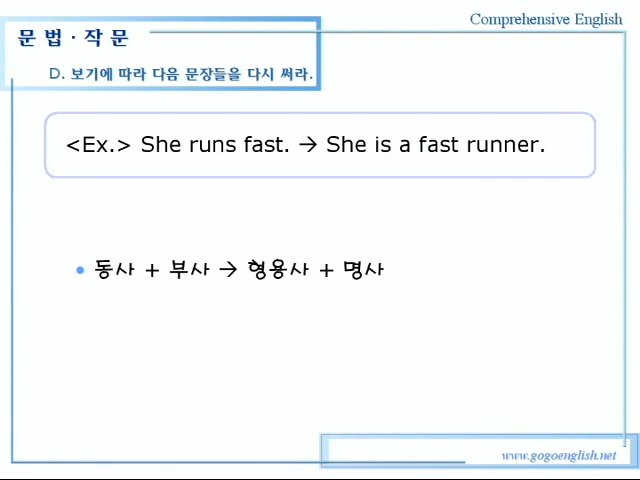 Comprehensive English
문 법 · 작 문
D. 보기에 따라 다음 문장들을 다시 써라.
<Ex.> She runs fast. → She is a fast runner.
• 동사 + 부사 → 형용사 + 명사
www.gogoenglish.net